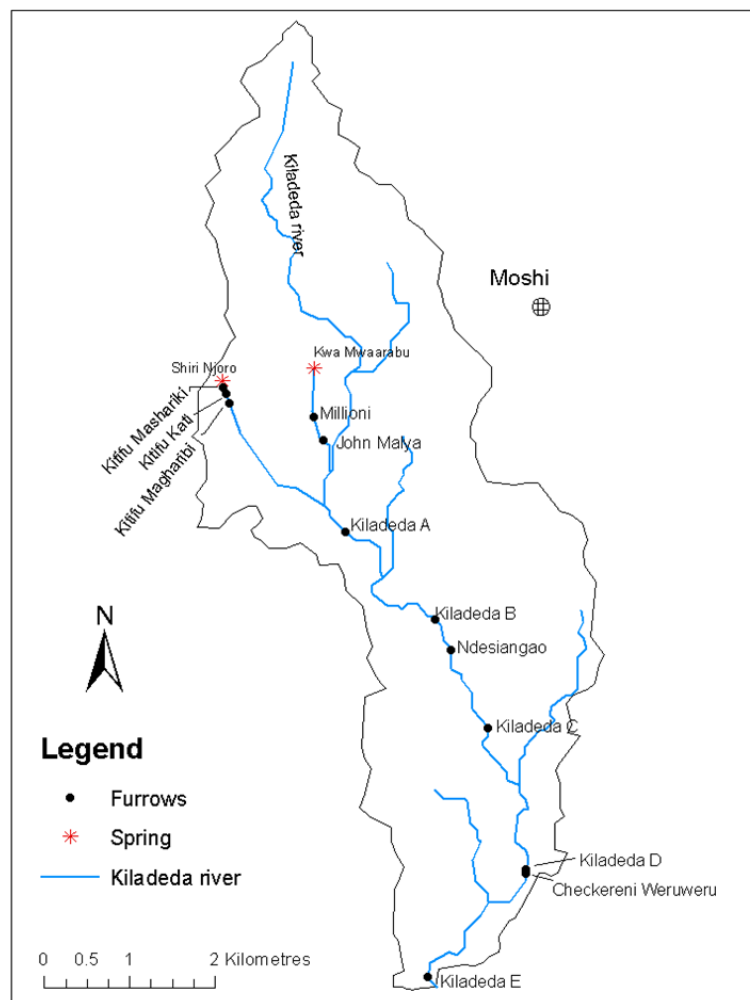 Kiladeda river
Moshi
Kwa Mwaarabu
Shiri Njoro
Kitifu Mashariki
Kitifu Kati
Kitifu Magharibi
Millioni
John Malya
Kiladeda A
Kiladeda B
Ndesiangao
Kiladeda C
N
Legend
Furrows
Spring
Kiladeda river
Kiladeda D
Checkereni Weruweru
0 0.5 1 2 Kilometres
Kiladeda E